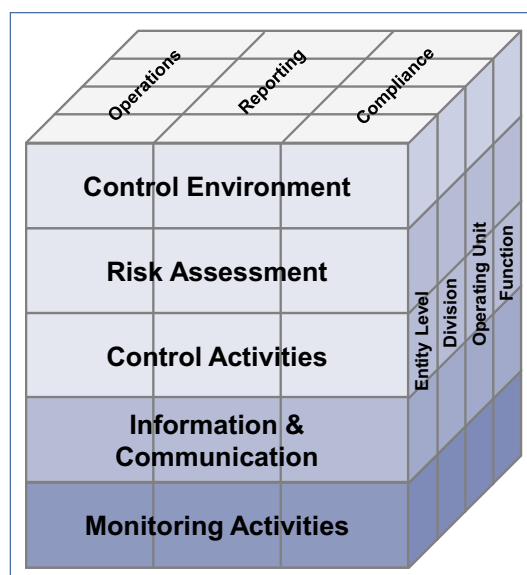 Operations
Reporting
Compliance
Control Environment
Risk Assessment
Control Activities
Information &
Communication
Monitoring Activities
Entity Level
Division
Operating Unit
Function